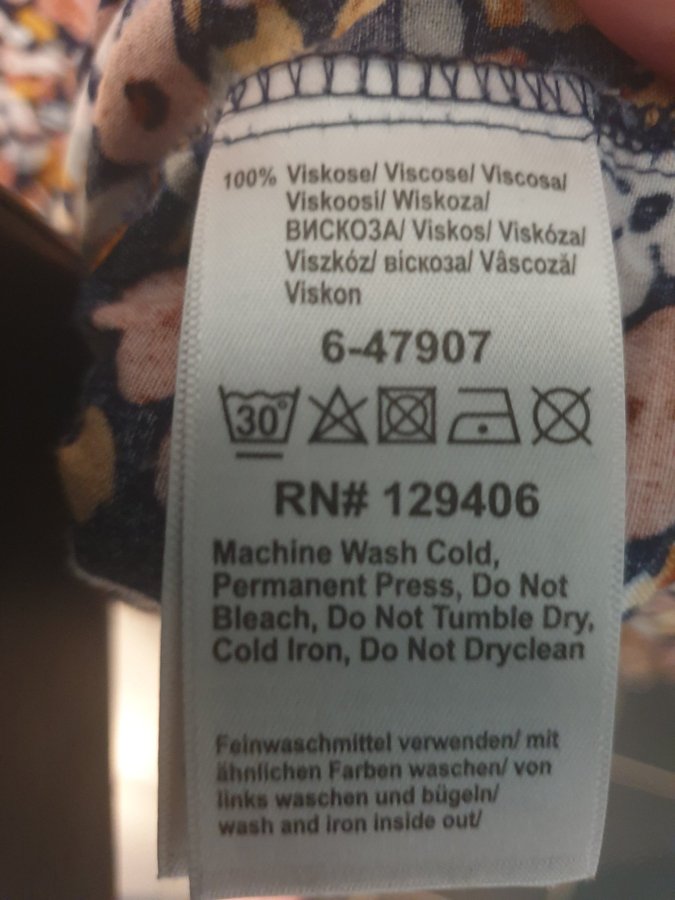 100% Viskose/ Viscose/ Viscosa/
Viskoosi/ Wiskoza/
ВИСКОЗА/ Viskos/ Viskóza/
Viszkóz/ віскоза/ Vâscoză/
Viskon
6-47907
30°
RN# 129406
Machine Wash Cold,
Permanent Press, Do Not
Bleach, Do Not Tumble Dry,
Cold Iron, Do Not Dryclean
Feinwaschmittel verwenden/ mit
ähnlichen Farben waschen/ von
links waschen und bügeln/
wash and iron inside out/